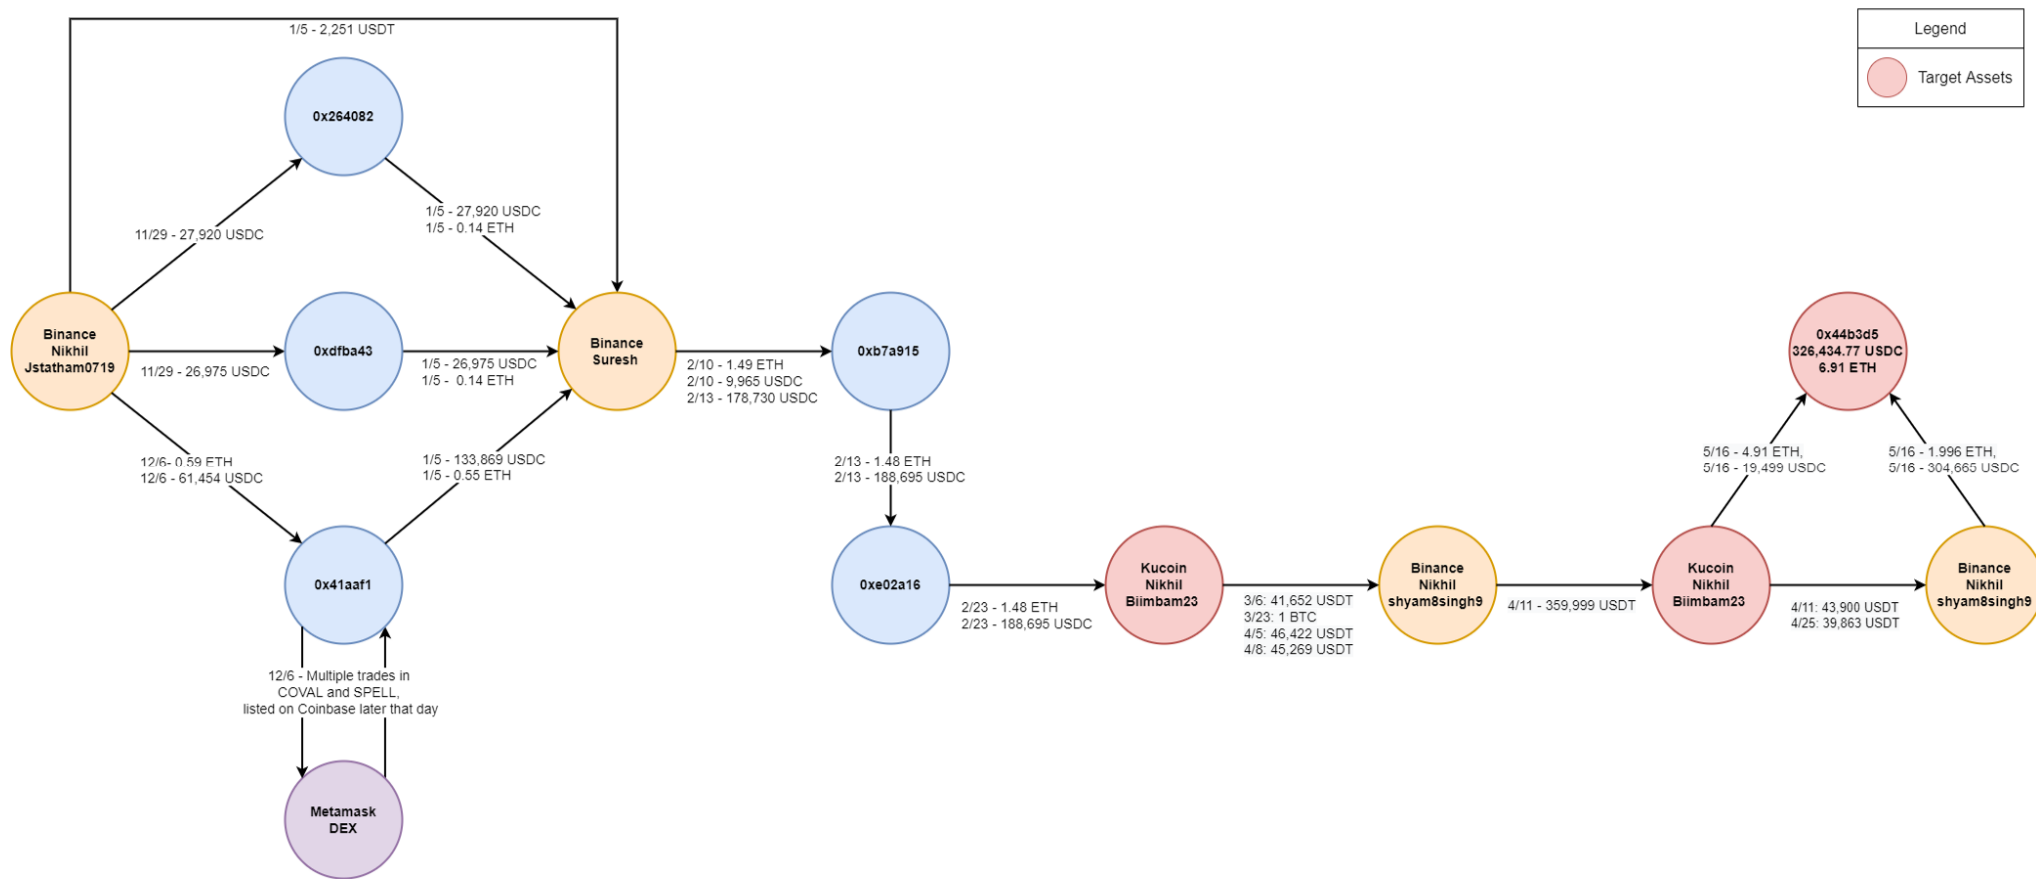 1/5 - 2,251 USDT
Legend
Target Assets
0x264082
11/29 - 27,920 USDC
1/5 - 27,920 USDC
1/5 - 0.14 ETH
Binance
Nikhil
Jstatham0719
11/29 - 26,975 USDC
0xdfba43
1/5 - 26,975 USDC
1/5 - 0.14 ETH
Binance
Suresh
2/10 - 1.49 ETH
2/10 - 9,965 USDC
2/13 - 178,730 USDC
0xb7a915
12/6- 0.59 ETH
12/6 - 61,454 USDC
1/5 - 133,869 USDC
1/5 - 0.55 ETH
2/13 - 1.48 ETH
2/13 - 188,695 USDC
0x44b3d5
326,434.77 USDC
6.91 ETH
5/16 - 4.91 ETH,
5/16 - 19,499 USDC
5/16 - 1.996 ETH,
5/16 - 304,665 USDC
0x41aaf1
0xe02a16
2/23 - 1.48 ETH
2/23 - 188,695 USDC
Kucoin
Nikhil
Biimbam23
3/6: 41,652 USDT
3/23: 1 BTC
4/5: 46,422 USDT
4/8: 45,269 USDT
Binance
Nikhil
shyam8singh9
4/11 - 359,999 USDT
Kucoin
Nikhil
Biimbam23
4/11: 43,900 USDT
4/25: 39,863 USDT
Binance
Nikhil
shyam8singh9
12/6 - Multiple trades in
COVAL and SPELL,
listed on Coinbase later that day
Metamask
DEX